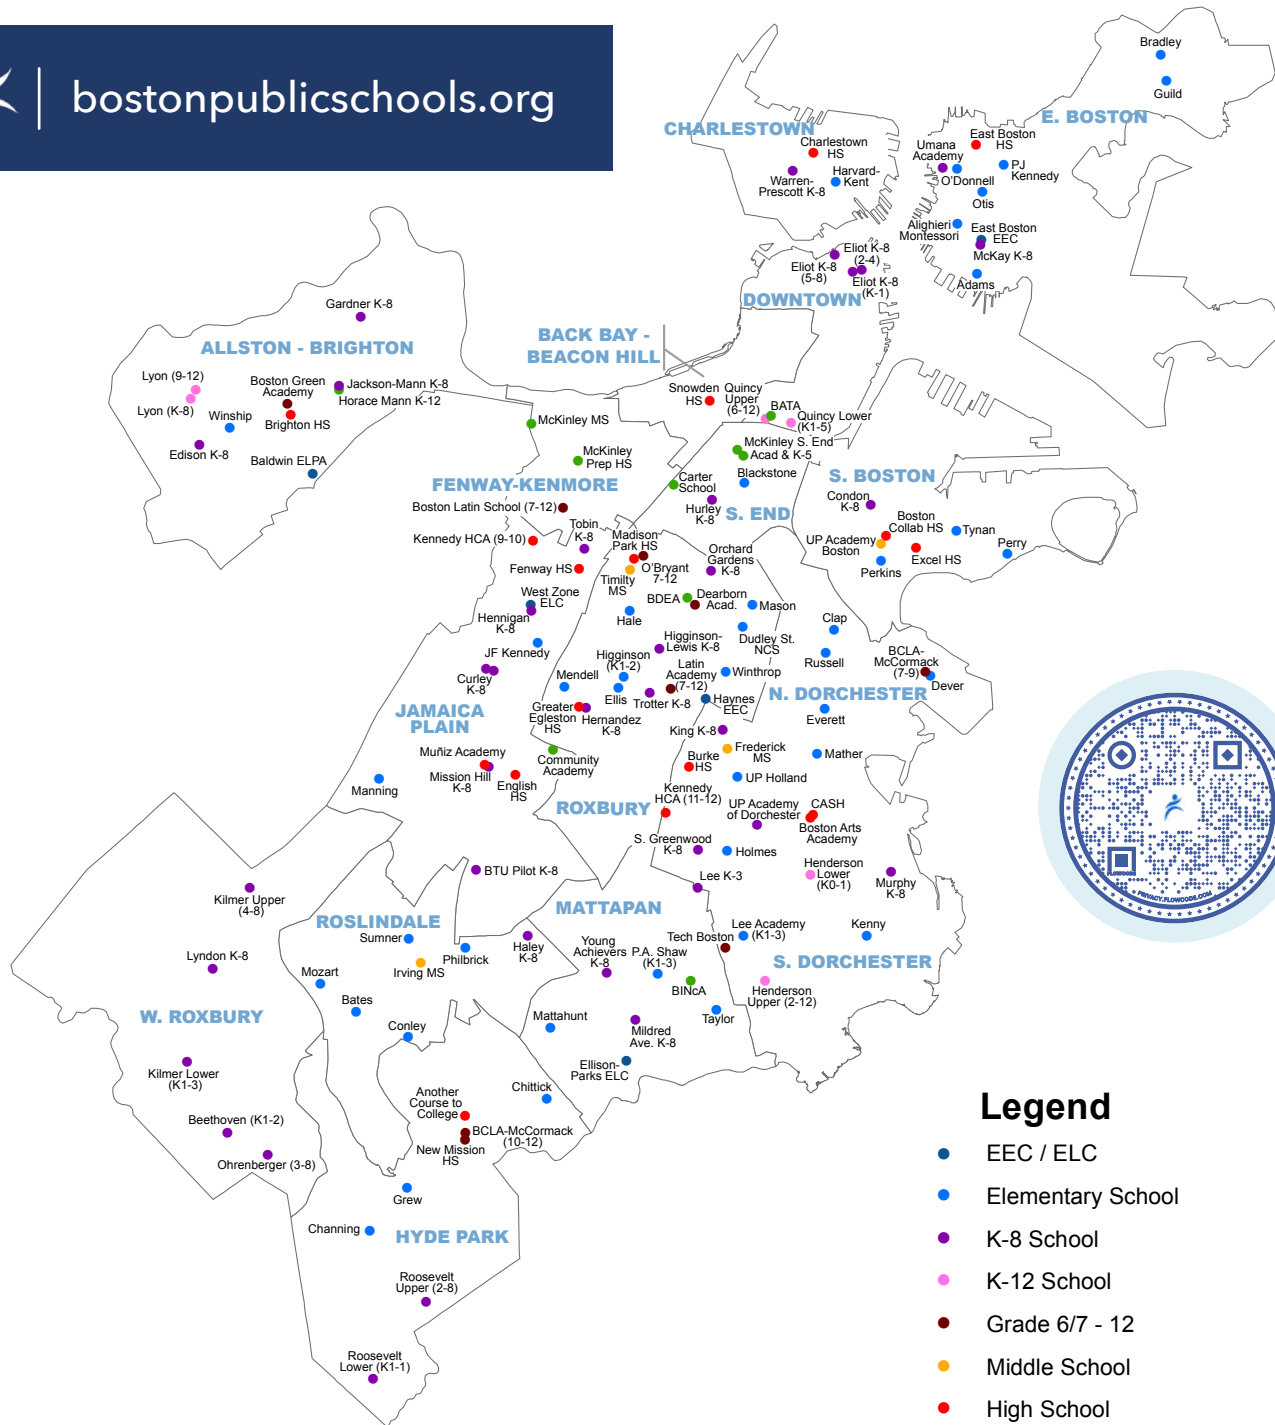 bostonpublicschools.org
Bradley
Guild
E. BOSTON
CHARLESTOWN
Charlestown
HS
Warren-
Prescott K-8
Harvard-
Kent
East Boston
HS
Umana
Academy
O'Donnell
PJ
Kennedy
Otis
Alighieri
Montessori
East Boston
EEC
McKay K-8
Adams
Eliot K-8
(2-4)
Eliot K-8
(5-8)
Eliot K-8
(K-1)
DOWNTOWN
BACK BAY -
BEACON HILL
Gardner K-8
ALLSTON - BRIGHTON
Lyon (9-12)
Lyon (K-8)
Boston Green
Academy
Brighton HS
Jackson-Mann K-8
Horace Mann K-12
Winship
Edison K-8
Baldwin ELPA
Snowden
HS
Quincy
Upper
(6-12)
BATA
Quincy Lower
(K1-5)
McKinley MS
McKinley
Prep HS
McKinley S. End
Acad & K-5
Blackstone
Carter
School
Hurley
K-8
FENWAY-KENMORE
S. END
Boston Latin School (7-12)
Kennedy HCA (9-10)
Tobin
K-8
Fenway HS
Madison
Park HS
O'Bryant
7-12
Timilty
MS
Orchard
Gardens
K-8
S. BOSTON
Condon
K-8
Boston
Collab HS
UP Academy
Boston
Excel HS
Tynan
Perry
Perkins
West Zone
ELC
Hennigan
K-8
JF Kennedy
Curley
K-8
Hale
BDEA
Dearborn
Acad.
Mason
Dudley St.
NCS
Higginson-
Lewis K-8
Higginson
(K1-2)
Ellis
Mendell
Trotter K-8
Latin
Academy
(7-12)
Winthrop
Haynes
EEC
Clap
Russell
BCLA-
McCormack
(7-9)
Dever
N. DORCHESTER
Everett
Greater
Egleston
HS
Hernandez
K-8
JAMAICA
PLAIN
Muñiz Academy
Mission Hill
K-8
English
HS
Community
Academy
Manning
King K-8
Frederick
MS
Burke
HS
UP Holland
Mather
Kennedy
HCA (11-12)
ROXBURY
UP Academy
of Dorchester
CASH
Boston Arts
Academy
S. Greenwood
K-8
Holmes
Henderson
Lower
(K0-1)
Murphy
K-8
Lee K-3
BTU Pilot K-8
Kilmer Upper
(4-8)
MATTAPAN
ROSLINDALE
Sumner
Irving MS
Philbrick
Haley
K-8
Young
Achievers
K-8
P.A. Shaw
(K1-3)
Tech Boston
Lee Academy
(K1-3)
Kenny
S. DORCHESTER
BINcA
Henderson
Upper (2-12)
Taylor
Lyndon K-8
Mozart
Bates
Conley
W. ROXBURY
Mattahunt
Mildred
Ave. K-8
Ellison-
Parks ELC
Kilmer Lower
(K1-3)
Chittick
Another
Course to
College
BCLA-McCormack
(10-12)
New Mission
HS
Beethoven (K1-2)
Ohrenberger (3-8)
Grew
Channing
HYDE PARK
Roosevelt
Upper (2-8)
Roosevelt
Lower (K1-1)
FLOWCODE
PRIVACY.FLOWCODE.COM
Legend
EEC / ELC
Elementary School
K-8 School
K-12 School
Grade 6/7 - 12
Middle School
High School